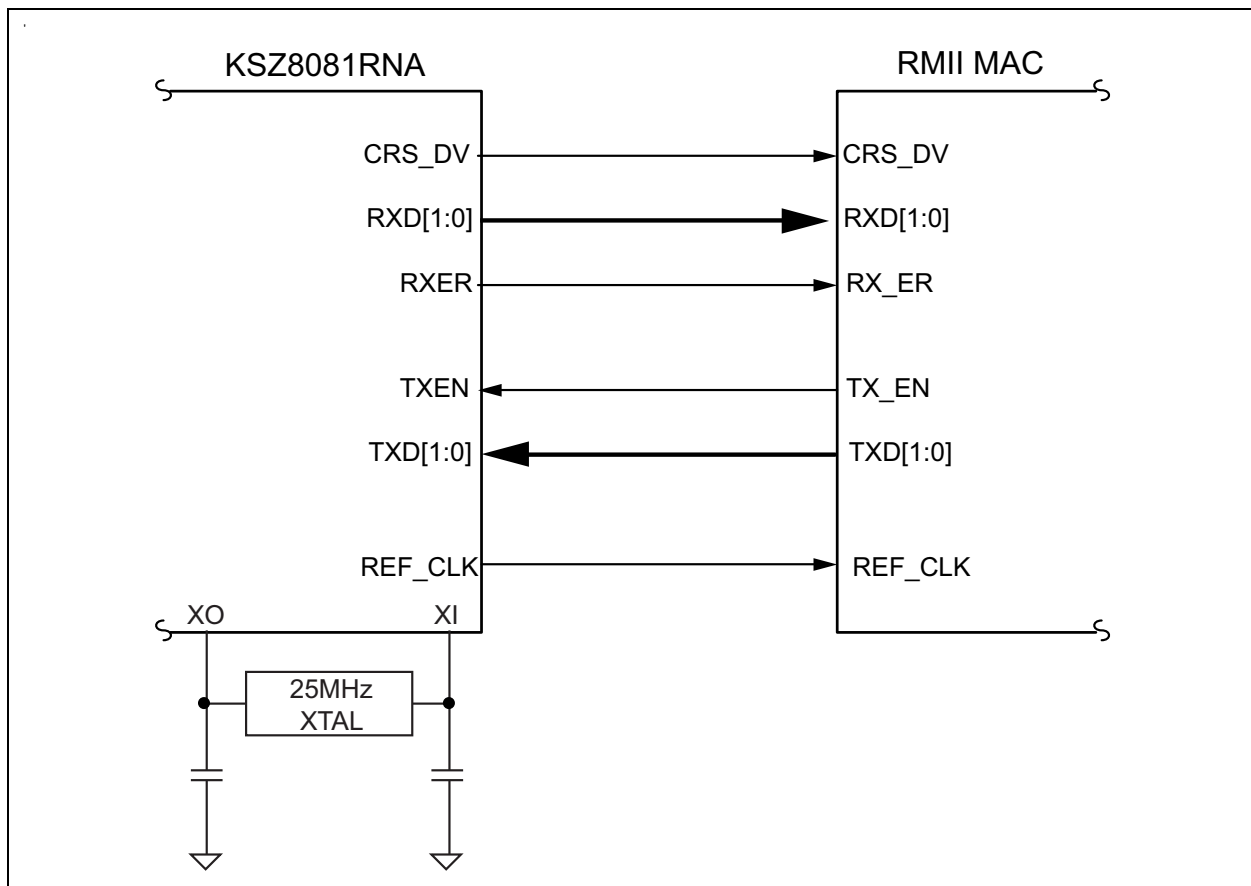 KSZ8081RNA
RMII MAC
CRS_DV
CRS_DV
RXD[1:0]
RXD[1:0]
RXER
RX_ER
TXEN
TX_EN
TXD[1:0]
TXD[1:0]
REF_CLK
REF_CLK
XO
XI
25MHz
XTAL